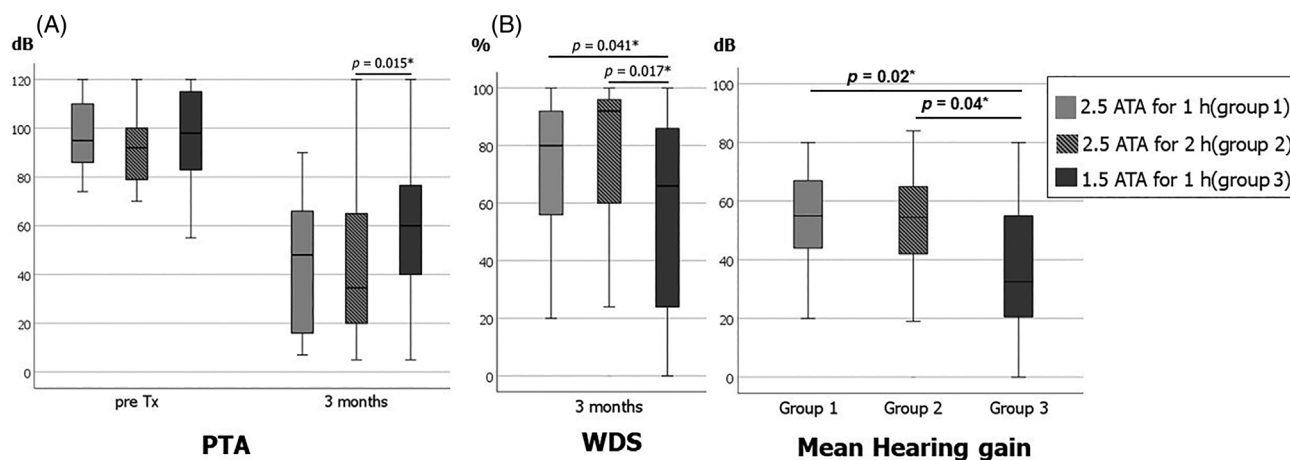 (A)
dB
120
100
80
60
40
20
0
p = 0.015*
pre Tx
3 months
PTA
(B)
%
100
80
60
40
20
0
p = 0.041*
p = 0.017*
3 months
WDS
dB
100
80
60
40
20
0
p = 0.02*
p = 0.04*
Group 1
Group 2
Group 3
Mean Hearing gain
2.5 ATA for 1 h(group 1)
2.5 ATA for 2 h(group 2)
1.5 ATA for 1 h(group 3)